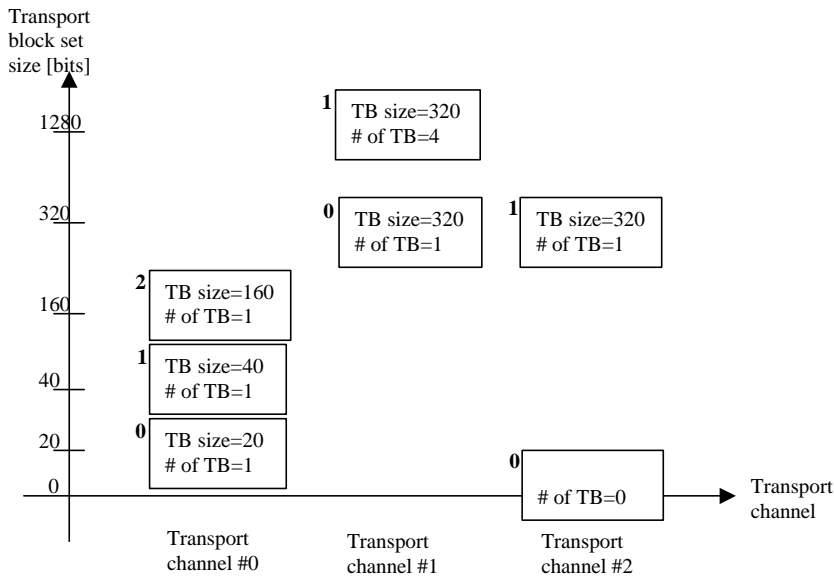 Transport
block set
size [bits]
1280
320
160
40
20
0
1
TB size=320
# of TB=4
0
TB size=320
# of TB=1
1
TB size=320
# of TB=1
2
TB size=160
# of TB=1
1
TB size=40
# of TB=1
0
TB size=20
# of TB=1
0
# of TB=0
Transport
channel
Transport
channel #0
Transport
channel #1
Transport
channel #2